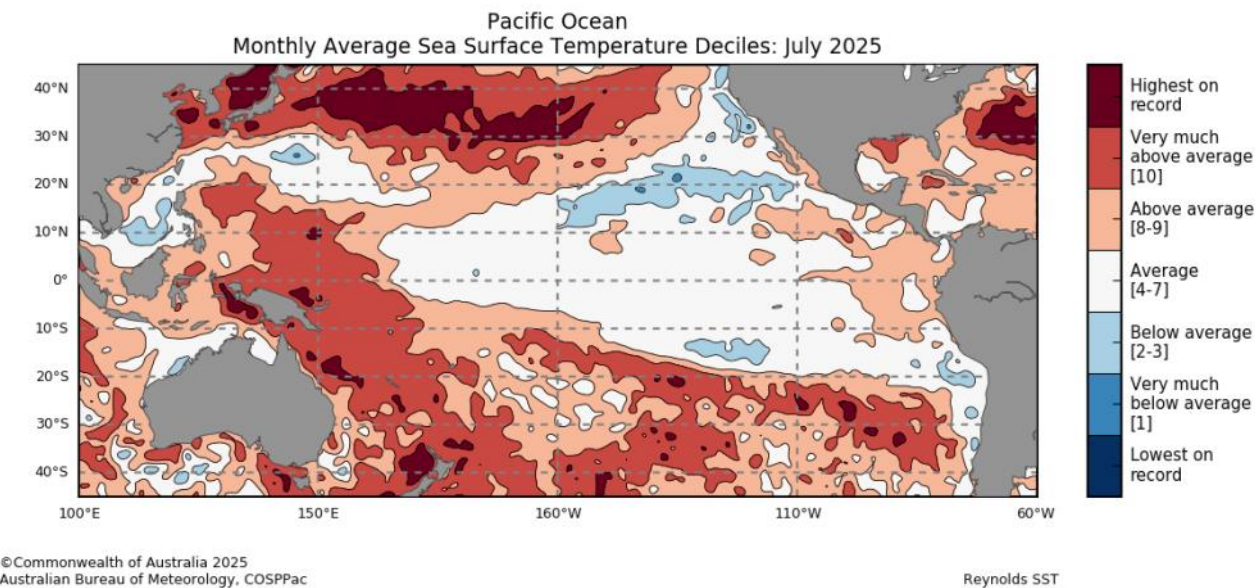 Pacific Ocean
Monthly Average Sea Surface Temperature Deciles: July 2025
40°N
30°N
20°N
10°N
0°
10°S
20°S
30°S
40°S
100°E
150°E
160°W
110°W
60°W
Highest on
record
Very much
above average
[10]
Above average
[8-9]
Average
[4-7]
Below average
[2-3]
Very much
below average
[1]
Lowest on
record
©Commonwealth of Australia 2025
Australian Bureau of Meteorology, COSPPac
Reynolds SST